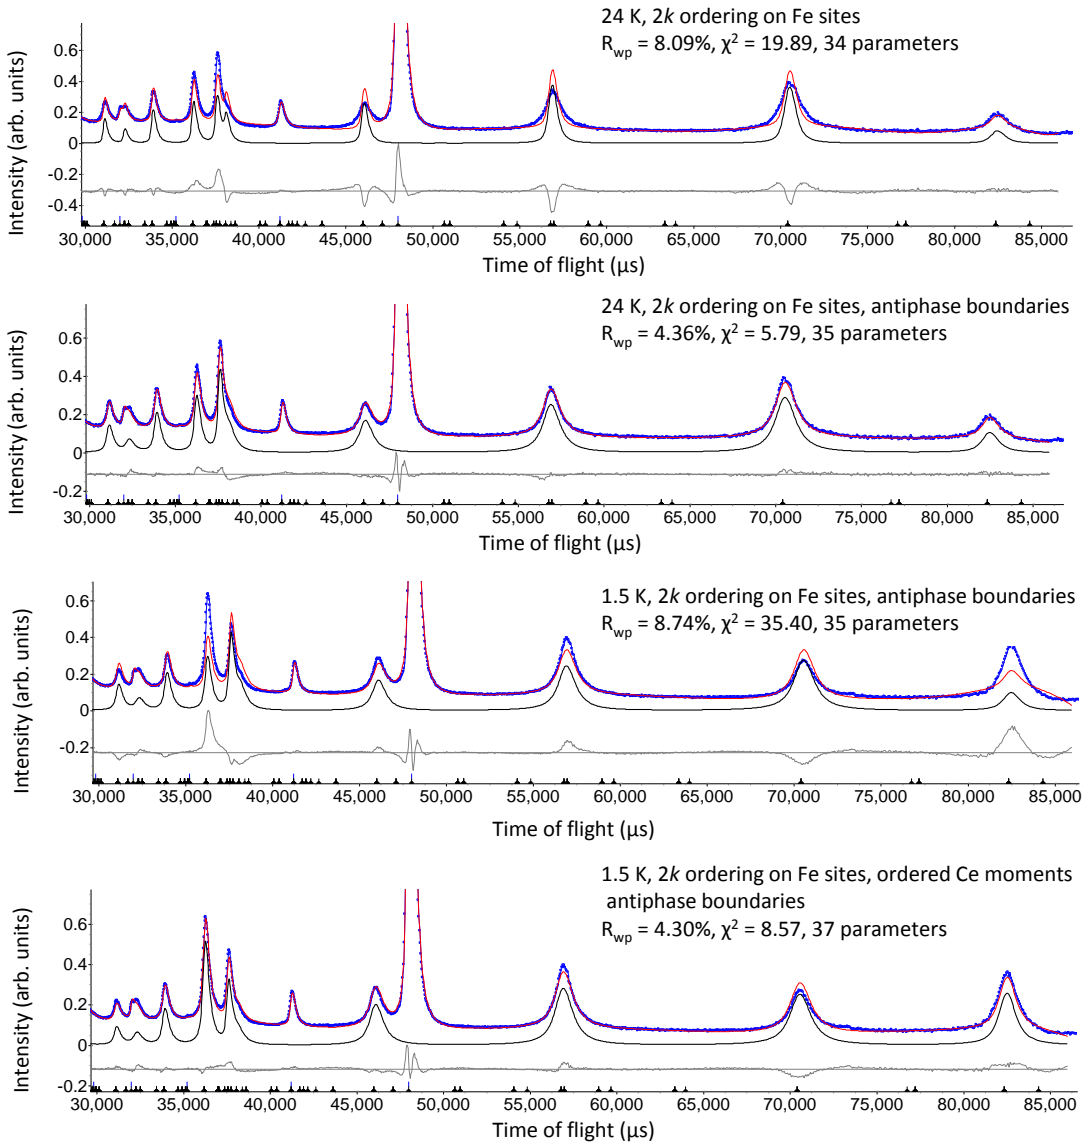 24 K, 2k ordering on Fe sites
Rwp = 8.09%, χ² = 19.89, 34 parameters
Intensity (arb. units)
0.6
0.4
0.2
0
-0.2
-0.4
30,000 35,000 40,000 45,000 50,000 55,000 60,000 65,000 70,000 75,000 80,000 85,000
Time of flight (μs)
24 K, 2k ordering on Fe sites, antiphase boundaries
Rwp = 4.36%, χ² = 5.79, 35 parameters
Intensity (arb. units)
0.6
0.4
0.2
0
-0.2
30,000 35,000 40,000 45,000 50,000 55,000 60,000 65,000 70,000 75,000 80,000 85,000
Time of flight (μs)
1.5 K, 2k ordering on Fe sites, antiphase boundaries
Rwp = 8.74%, χ² = 35.40, 35 parameters
Intensity (arb. units)
0.6
0.4
0.2
0
-0.2
30,000 35,000 40,000 45,000 50,000 55,000 60,000 65,000 70,000 75,000 80,000 85,000
Time of flight (μs)
1.5 K, 2k ordering on Fe sites, ordered Ce moments
antiphase boundaries
Rwp = 4.30%, χ² = 8.57, 37 parameters
Intensity (arb. units)
0.6
0.4
0.2
0
-0.2
30,000 35,000 40,000 45,000 50,000 55,000 60,000 65,000 70,000 75,000 80,000 85,000
Time of flight (μs)